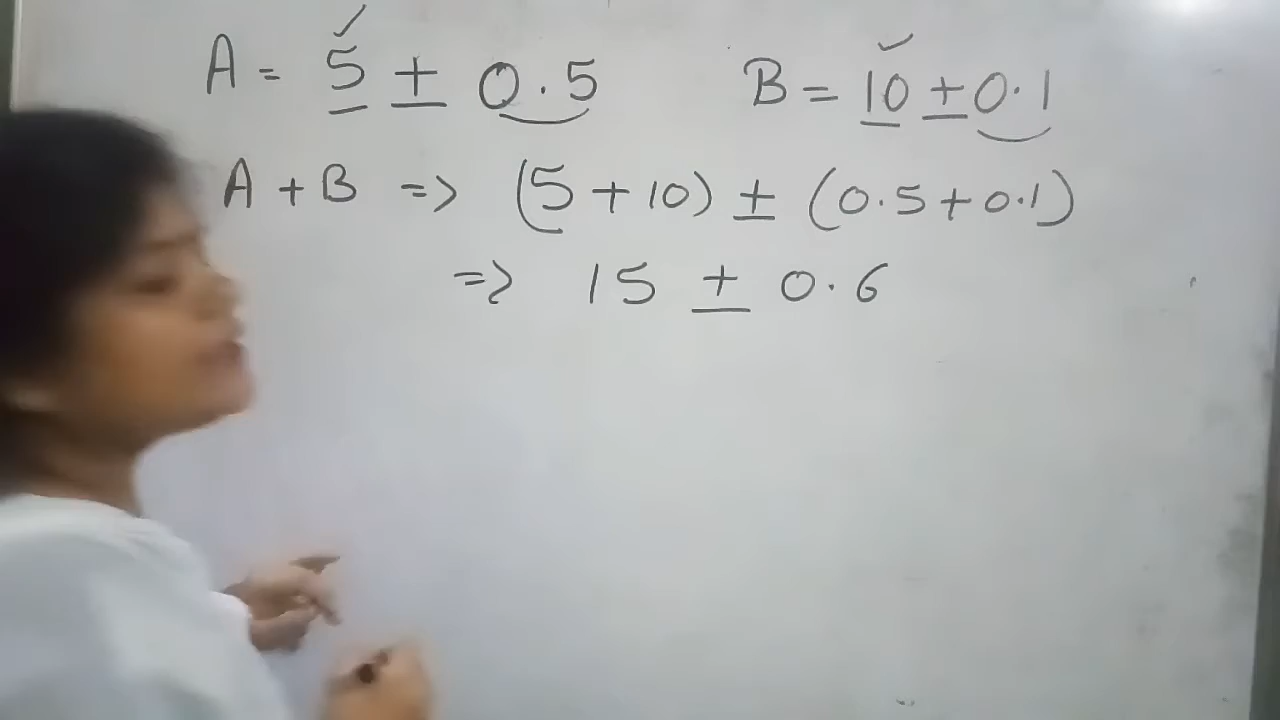 A = 5 ± 0.5 B = 10 ± 0.1
A + B => (5 + 10) ± (0.5 + 0.1)
=> 15 ± 0.6